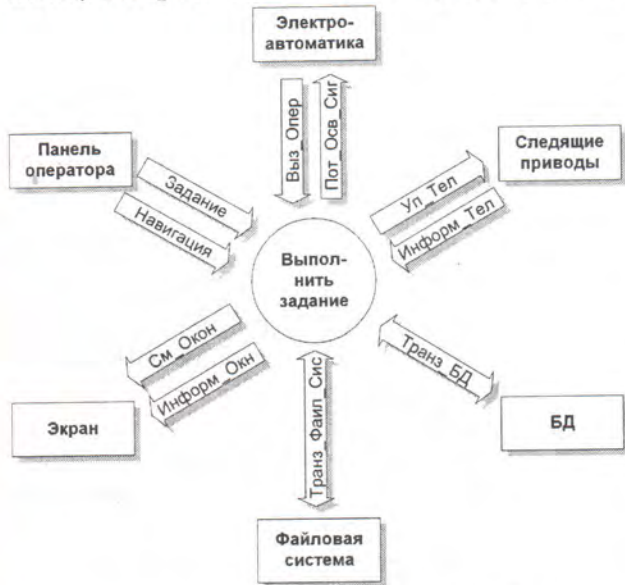 Электро-
автоматика
Выз_Опер
Пот_Осв_Сиг
Панель
оператора
Задание
Навигация
Следящие
приводы
Уп_Тел
Информ_Тел
Выпол-
нить
задание
См_Окон
Информ_Окн
Экран
Транз_Файл_Сис
Транз_БД
БД
Файловая
система